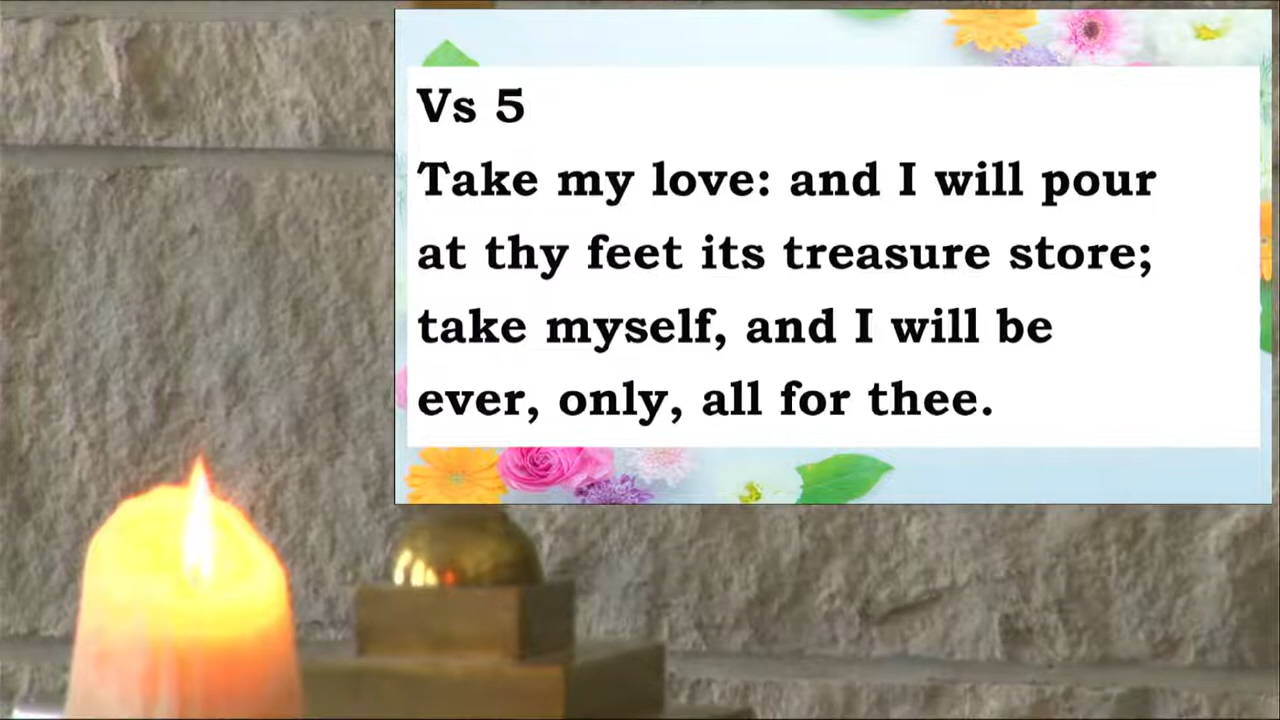 Vs 5
Take my love: and I will pour
at thy feet its treasure store;
take myself, and I will be
ever, only, all for thee.